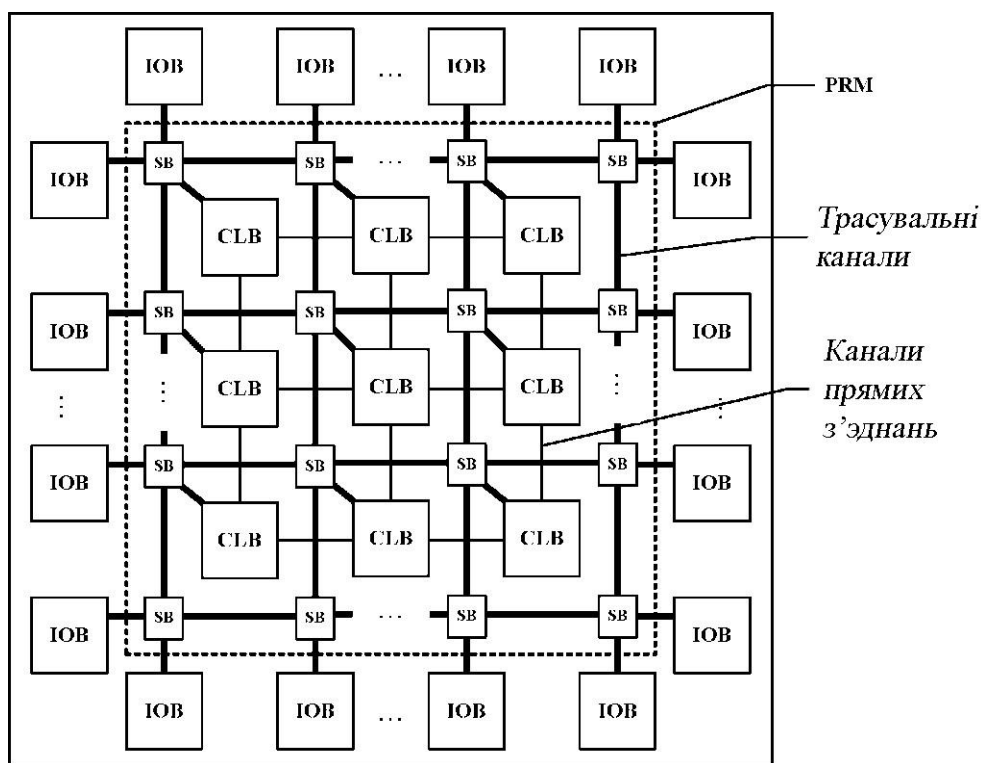 IOB IOB ... IOB IOB
PRM
IOB SB SB ... SB SB IOB
CLB CLB CLB
Трасувальні
канали
IOB SB SB SB SB IOB
Канали
прямих
з’эднань
... ... CLB CLB CLB ... ...
IOB SB SB SB SB IOB
CLB CLB CLB
IOB SB SB ... SB SB IOB
IOB IOB ... IOB IOB